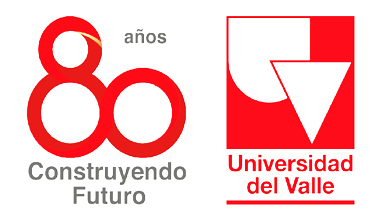 80 años
Construyendo
Futuro
Universidad
del Valle